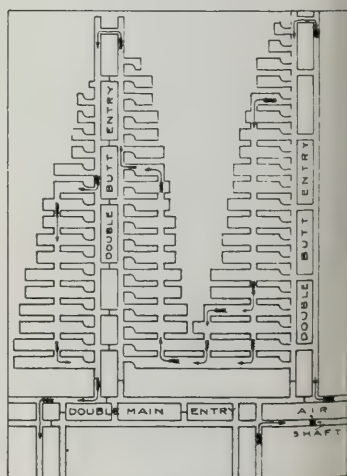 DOUBLE BUTT ENTRY
DOUBLE BUTT ENTRY
DOUBLE MAIN ENTRY
AIR
SHAFT